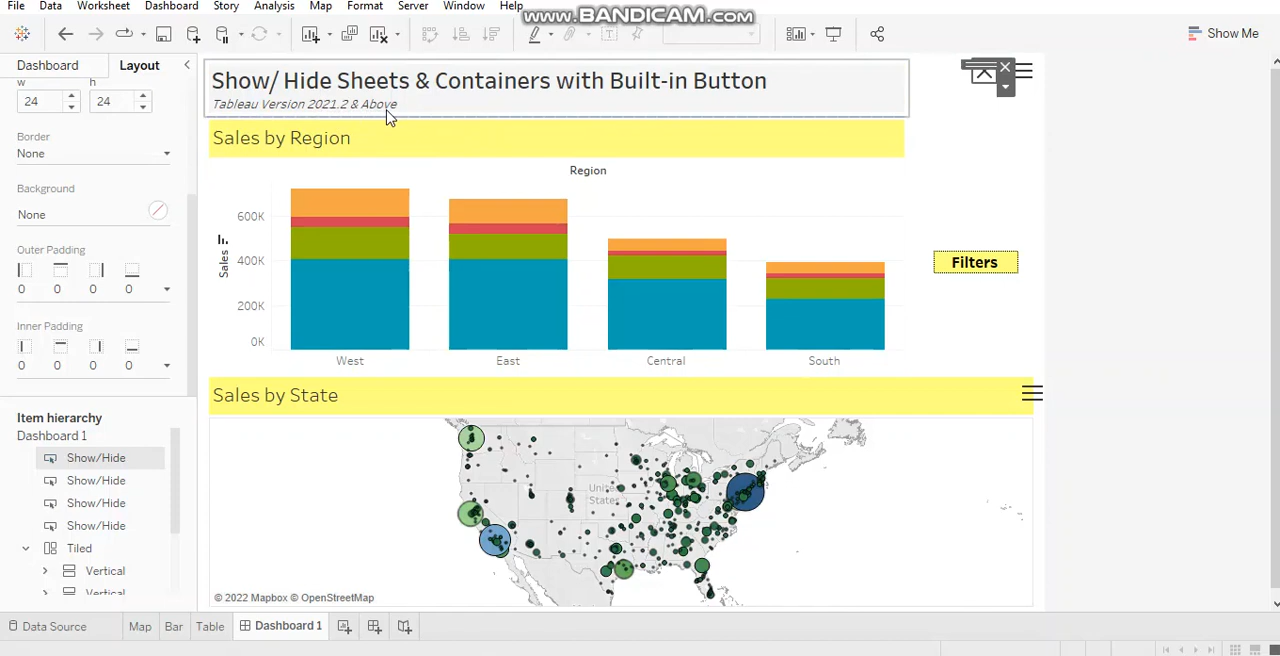 File Data Worksheet Dashboard Story Analysis Map Format Server Window Help
www.BANDICAM.com
Show Me
Dashboard Layout
w h
24 24
Border
None
Background
None
Outer Padding
0 0 0 0
Inner Padding
0 0 0 0
Item hierarchy
Dashboard 1
Show/Hide
Show/Hide
Show/Hide
Show/Hide
Tiled
Vertical
Vertical
Show/ Hide Sheets & Containers with Built-in Button
Tableau Version 2021.2 & Above
Sales by Region
Region
600K
400K
200K
0K
Sales
West East Central South
Filters
Sales by State
United
States
© 2022 Mapbox © OpenStreetMap
Data Source Map Bar Table Dashboard 1